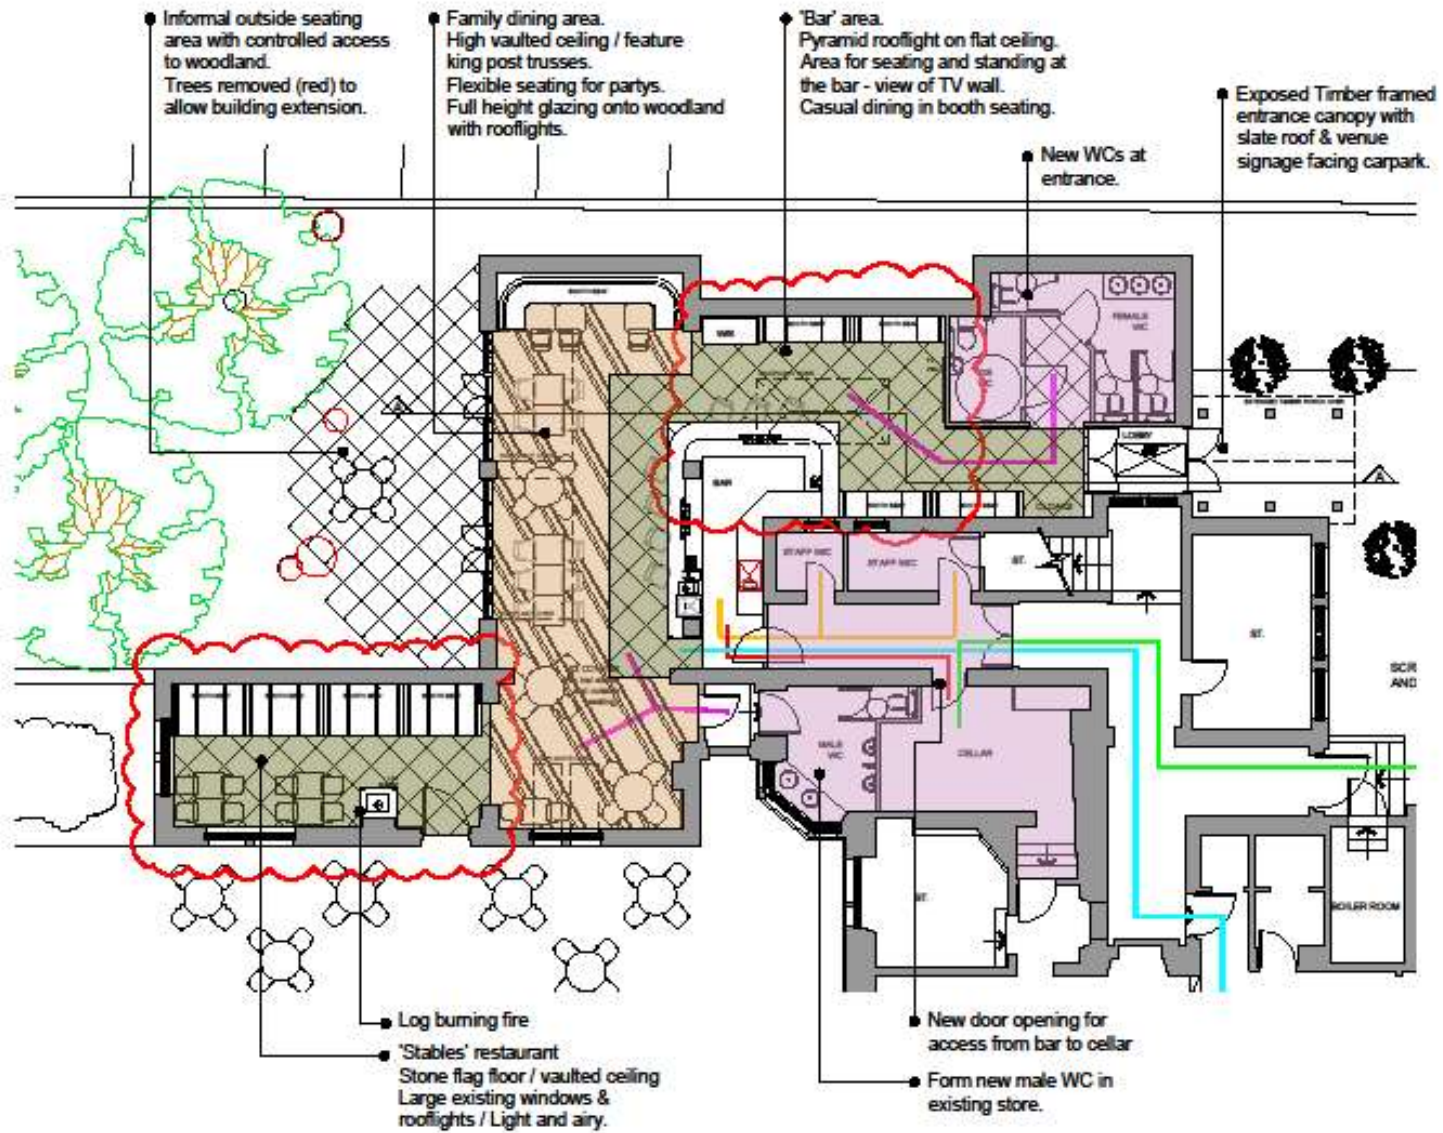 Informal outside seating
area with controlled access
to woodland.
Trees removed (red) to
allow building extension.
Family dining area.
High vaulted ceiling / feature
king post trusses.
Flexible seating for partys.
Full height glazing onto woodland
with rooflights.
'Bar' area.
Pyramid rooflight on flat ceiling.
Area for seating and standing at
the bar - view of TV wall.
Casual dining in booth seating.
New WCs at
entrance.
Exposed Timber framed
entrance canopy with
slate roof & venue
signage facing carpark.
FEMALE
WC
LOBBY
BAR
A
STAFF WC
STAFF WC
ST.
ST.
SCR
AND
MALE
WC
CELLAR
ST.
BOILER ROOM
Log burning fire
'Stables' restaurant
Stone flag floor / vaulted ceiling
Large existing windows &
rooflights / Light and airy.
New door opening for
access from bar to cellar
Form new male WC in
existing store.